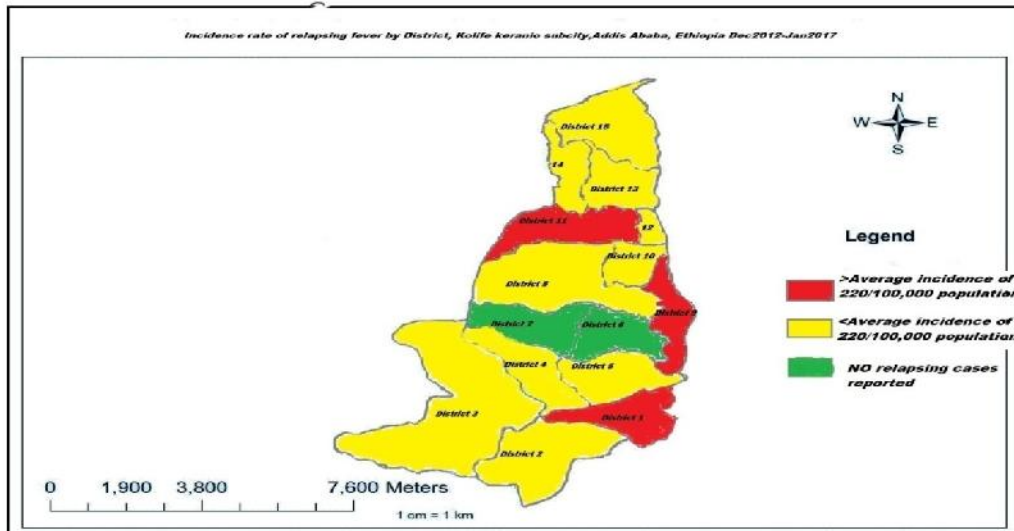 Incidence rate of relapsing fever by District, Kolife keranio subcity,Addis Ababa, Ethiopia Dec2012-Jan2017
N
W E
S
District 15
14
District 13
District 11
12
District 10
District 8
District 9
District 7
District 6
District 4
District 5
District 3
District 1
District 2
Legend
>Average incidence of
220/100,000 population
<Average incidence of
220/100,000 population
NO relapsing cases
reported
0 1,900 3,800 7,600 Meters
1 cm = 1 km